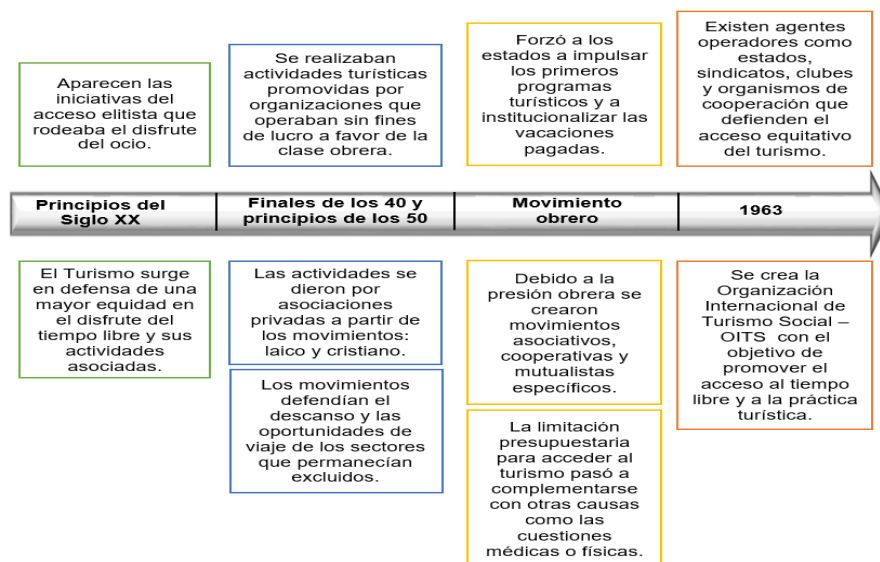 Aparecen las
iniciativas del
acceso elitista que
rodeaba el disfrute
del ocio.
Se realizaban
actividades turísticas
promovidas por
organizaciones que
operaban sin fines
de lucro a favor de la
clase obrera.
Forzó a los
estados a impulsar
los primeros
programas
turísticos y a
institucionalizar las
vacaciones
pagadas.
Existen agentes
operadores como
estados,
sindicatos, clubes
y organismos de
cooperación que
defienden el
acceso equitativo
del turismo.
Principios del
Siglo XX
Finales de los 40 y
principios de los 50
Movimiento
obrero
1963
El Turismo surge
en defensa de una
mayor equidad en
el disfrute del
tiempo libre y sus
actividades
asociadas.
Las actividades se
dieron por
asociaciones
privadas a partir de
los movimientos:
laico y cristiano.
Los movimientos
defendían el
descanso y las
oportunidades de
viaje de los sectores
que permanecían
excluidos.
Debido a la
presión obrera se
crearon
movimientos
asociativos,
cooperativas y
mutualistas
específicos.
La limitación
presupuestaria
para acceder al
turismo pasó a
complementarse
con otras causas
como las
cuestiones
médicas o físicas.
Se crea la
Organización
Internacional de
Turismo Social –
OITS con el
objetivo de
promover el
acceso al tiempo
libre y a la práctica
turística.